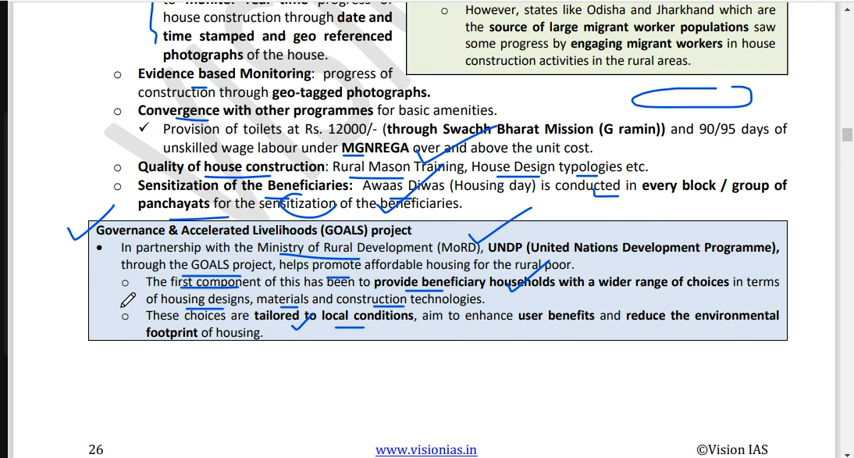 to monitor real time progress of
house construction through date and
time stamped and geo referenced
photographs of the house.
o Evidence based Monitoring: progress of
construction through geo-tagged photographs.
o However, states like Odisha and Jharkhand which are
the source of large migrant worker populations saw
some progress by engaging migrant workers in house
construction activities in the rural areas.
o Convergence with other programmes for basic amenities.
✓ Provision of toilets at Rs. 12000/- (through Swachh Bharat Mission (G ramin)) and 90/95 days of
unskilled wage labour under MGNREGA over and above the unit cost.
o Quality of house construction: Rural Mason Training, House Design typologies etc.
o Sensitization of the Beneficiaries: Awaas Diwas (Housing day) is conducted in every block / group of
panchayats for the sensitization of the beneficiaries.
Governance & Accelerated Livelihoods (GOALS) project
• In partnership with the Ministry of Rural Development (MoRD), UNDP (United Nations Development Programme),
through the GOALS project, helps promote affordable housing for the rural poor.
o The first component of this has been to provide beneficiary households with a wider range of choices in terms
of housing designs, materials and construction technologies.
o These choices are tailored to local conditions, aim to enhance user benefits and reduce the environmental
footprint of housing.
26 www.visionias.in ©Vision IAS